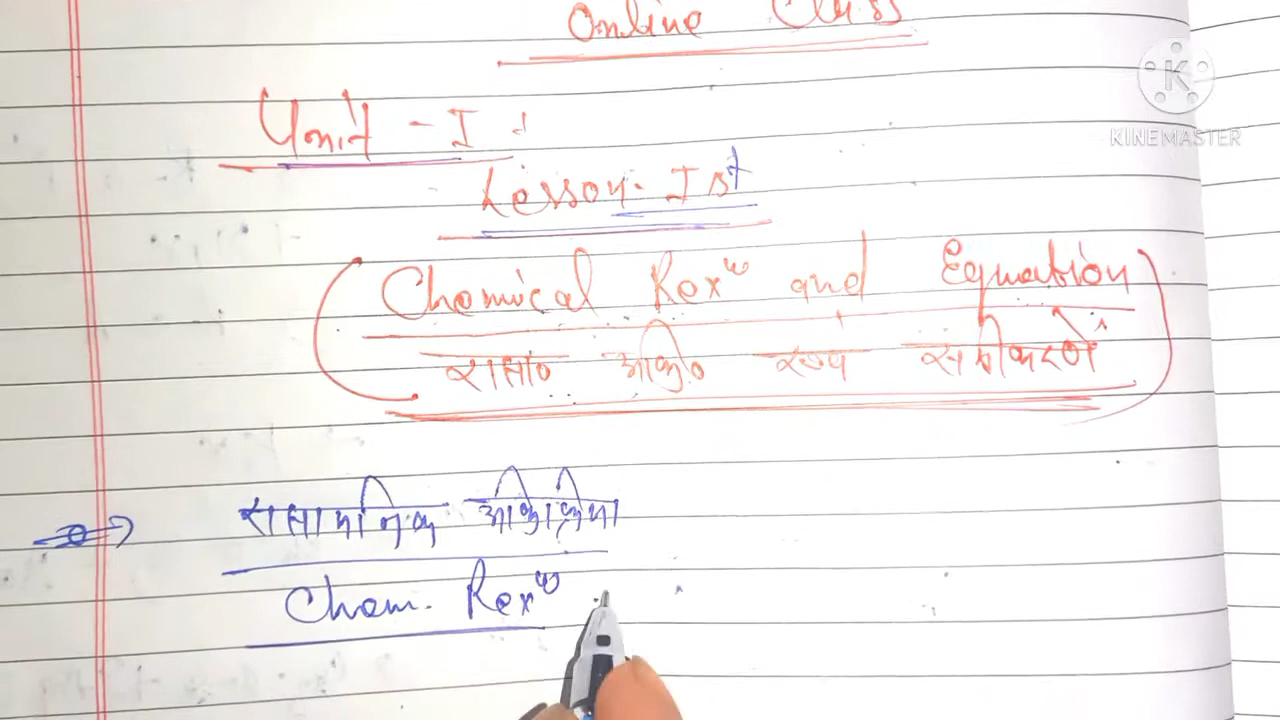 Online Class
Unit - I :
Lesson - Ist
Chemical Rexⁿ and Equation
रासा० अभि० एवं समीकरणें
रासायनिक अभिक्रिया
Chem. Rexⁿ
KINEMASTER